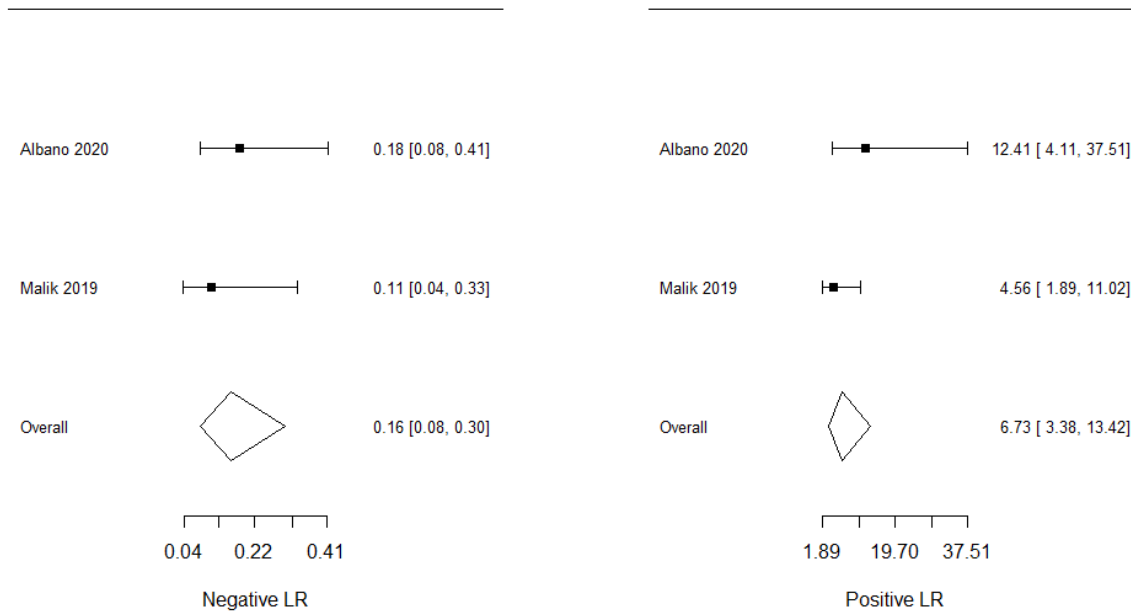 Albano 2020 0.18 [0.08, 0.41]
Malik 2019 0.11 [0.04, 0.33]
Overall 0.16 [0.08, 0.30]
0.04 0.22 0.41
Negative LR
Albano 2020 12.41 [ 4.11, 37.51]
Malik 2019 4.56 [ 1.89, 11.02]
Overall 6.73 [ 3.38, 13.42]
1.89 19.70 37.51
Positive LR